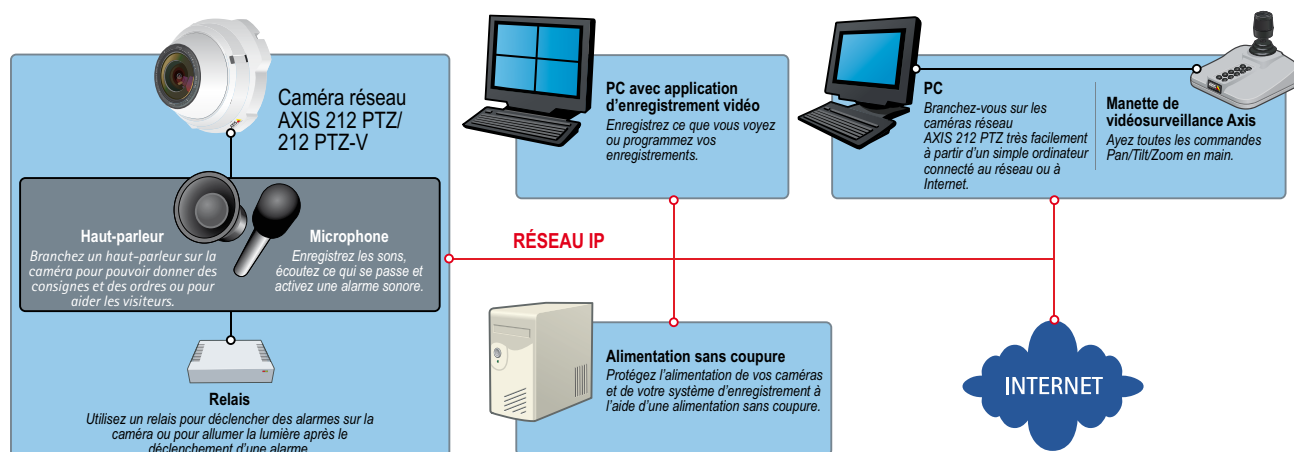 Caméra réseau
AXIS 212 PTZ/
212 PTZ-V
Haut-parleur
Branchez un haut-parleur sur la
caméra pour pouvoir donner des
consignes et des ordres ou pour
aider les visiteurs.
Microphone
Enregistrez les sons,
écoutez ce qui se passe et
activez une alarme sonore.
Relais
Utilisez un relais pour déclencher des alarmes sur la
caméra ou pour allumer la lumière après le
déclenchement d'une alarme.
PC avec application
d'enregistrement vidéo
Enregistrez ce que vous voyez
ou programmez vos
enregistrements.
PC
Branchez-vous sur les
caméras réseau
AXIS 212 PTZ très facilement
à partir d'un simple ordinateur
connecté au réseau ou à
Internet.
Manette de
vidéosurveillance Axis
Ayez toutes les commandes
Pan/Tilt/Zoom en main.
RÉSEAU IP
Alimentation sans coupure
Protégez l'alimentation de vos caméras
et de votre système d'enregistrement à
l'aide d'une alimentation sans coupure.
INTERNET